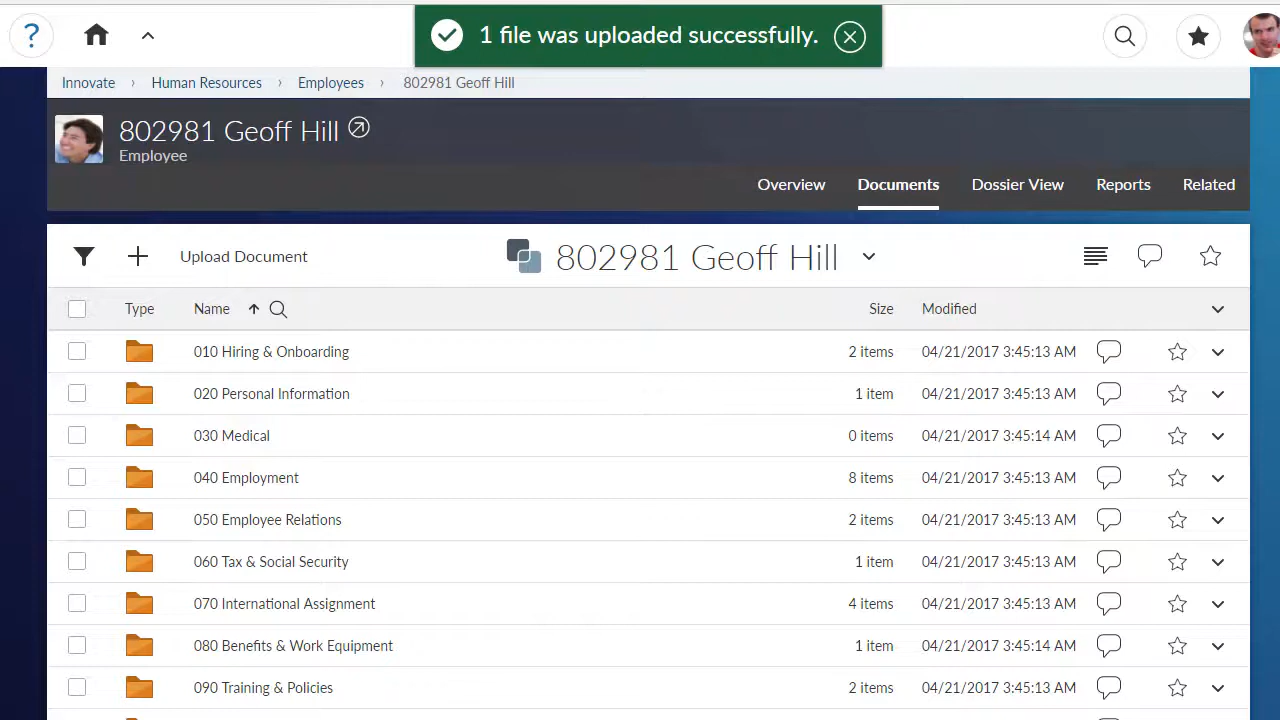 ?
1 file was uploaded successfully.
Innovate › Human Resources › Employees › 802981 Geoff Hill
802981 Geoff Hill
Employee
Overview Documents Dossier View Reports Related
Upload Document 802981 Geoff Hill
Type Name Size Modified
010 Hiring & Onboarding 2 items 04/21/2017 3:45:13 AM
020 Personal Information 1 item 04/21/2017 3:45:13 AM
030 Medical 0 items 04/21/2017 3:45:14 AM
040 Employment 8 items 04/21/2017 3:45:13 AM
050 Employee Relations 2 items 04/21/2017 3:45:13 AM
060 Tax & Social Security 1 item 04/21/2017 3:45:13 AM
070 International Assignment 4 items 04/21/2017 3:45:13 AM
080 Benefits & Work Equipment 1 item 04/21/2017 3:45:14 AM
090 Training & Policies 2 items 04/21/2017 3:45:13 AM